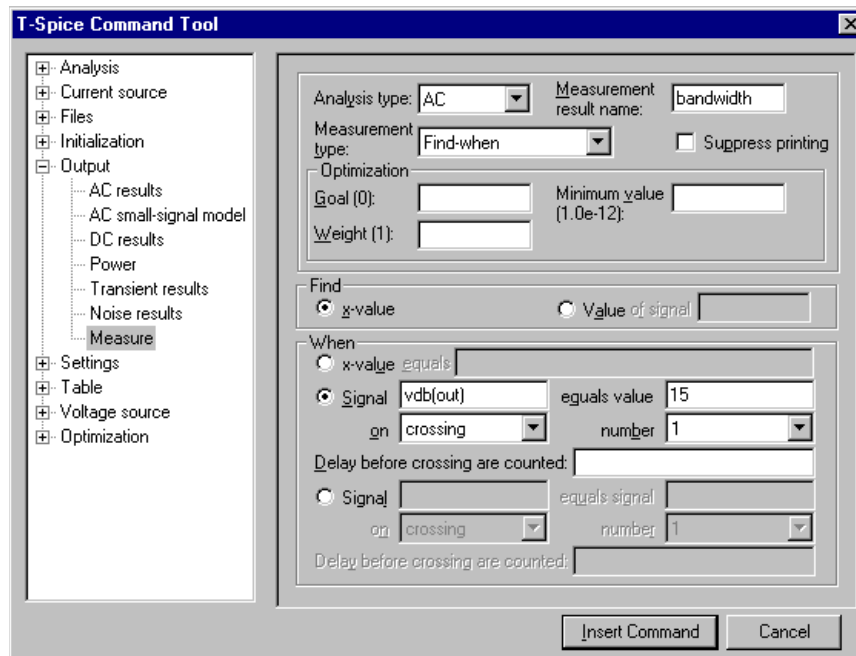 T-Spice Command Tool
Analysis
Current source
Files
Initialization
Output
AC results
AC small-signal model
DC results
Power
Transient results
Noise results
Measure
Settings
Table
Voltage source
Optimization
Analysis type: AC
Measurement result name: bandwidth
Measurement type: Find-when
Suppress printing
Optimization
Goal (0):
Minimum value (1.0e-12):
Weight (1):
Find
x-value
Value of signal
When
x-value equals
Signal vdb(out) equals value 15
on crossing number 1
Delay before crossing are counted:
Signal equals signal
on crossing number 1
Delay before crossing are counted:
Insert Command
Cancel